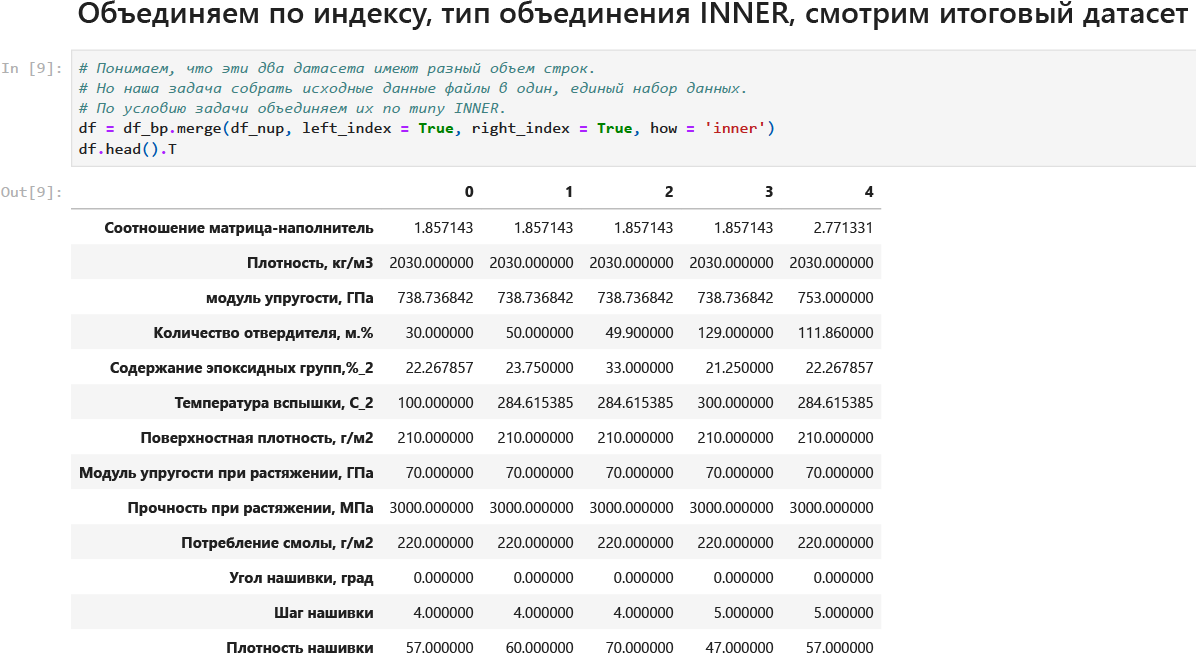 Объединяем по индексу, тип объединения INNER, смотрим итоговый датасет
In [9]:
# Понимаем, что эти два датасета имеют разный объем строк.
# Но наша задача собрать исходные данные файлы в один, единый набор данных.
# По условию задачи объединяем их по типу INNER.
df = df_bp.merge(df_nup, left_index = True, right_index = True, how = 'inner')
df.head().T
Out[9]:
0 1 2 3 4
Соотношение матрица-наполнитель 1.857143 1.857143 1.857143 1.857143 2.771331
Плотность, кг/м3 2030.000000 2030.000000 2030.000000 2030.000000 2030.000000
модуль упругости, ГПа 738.736842 738.736842 738.736842 738.736842 753.000000
Количество отвердителя, м.% 30.000000 50.000000 49.900000 129.000000 111.860000
Содержание эпоксидных групп,%_2 22.267857 23.750000 33.000000 21.250000 22.267857
Температура вспышки, С_2 100.000000 284.615385 284.615385 300.000000 284.615385
Поверхностная плотность, г/м2 210.000000 210.000000 210.000000 210.000000 210.000000
Модуль упругости при растяжении, ГПа 70.000000 70.000000 70.000000 70.000000 70.000000
Прочность при растяжении, МПа 3000.000000 3000.000000 3000.000000 3000.000000 3000.000000
Потребление смолы, г/м2 220.000000 220.000000 220.000000 220.000000 220.000000
Угол нашивки, град 0.000000 0.000000 0.000000 0.000000 0.000000
Шаг нашивки 4.000000 4.000000 4.000000 5.000000 5.000000
Плотность нашивки 57.000000 60.000000 70.000000 47.000000 57.000000